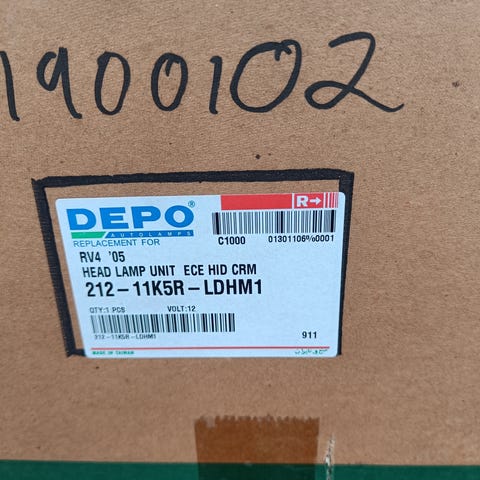 1900102
DEPO®
AUTOLAMPS
REPLACEMENT FOR
R→
C1000 01301106%0001
RV4 '05
HEAD LAMP UNIT ECE HID CRM
212-11K5R-LDHM1
QTY:1 PCS VOLT:12
212-11K5R-LDHM1
911
MADE IN TAIWAN